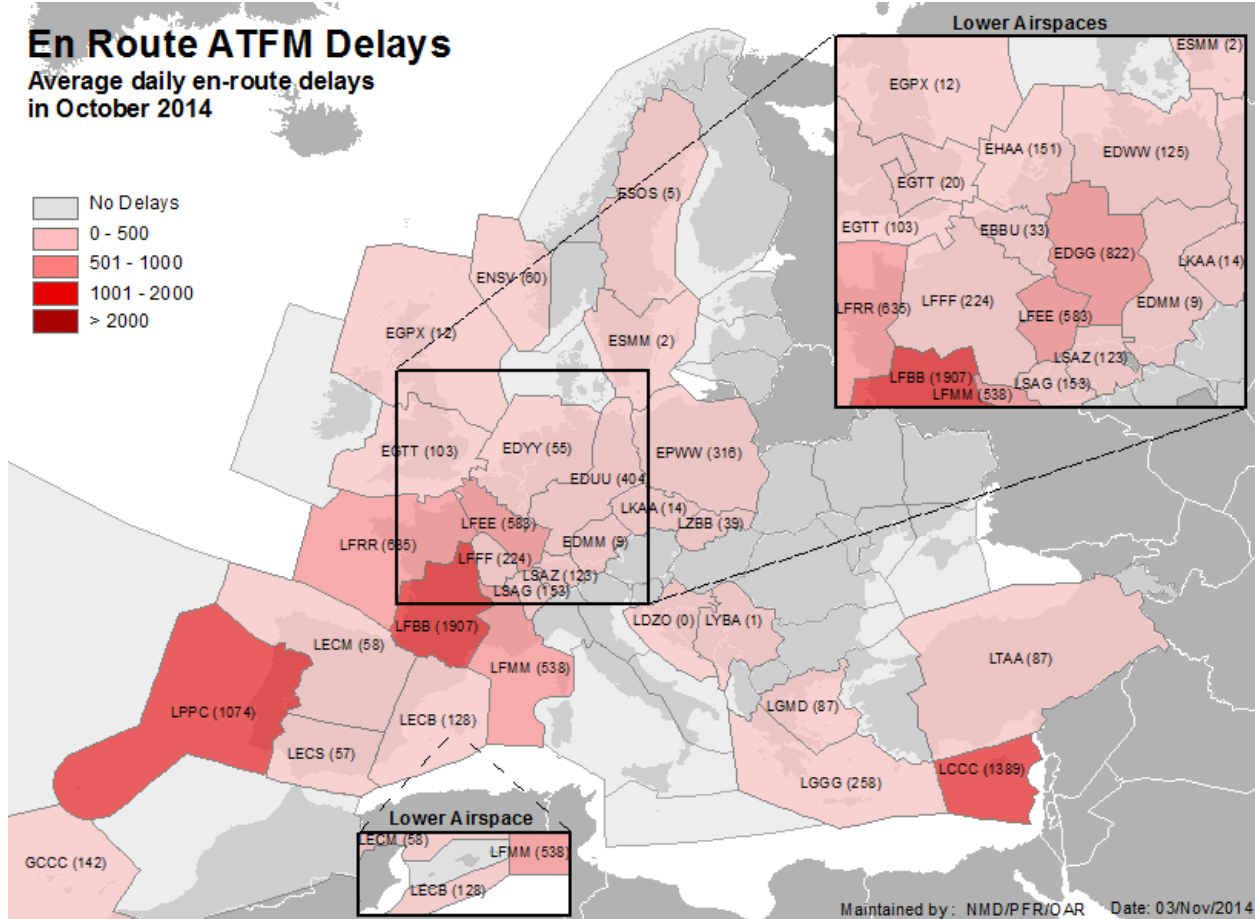 En Route ATFM Delays
Average daily en-route delays
in October 2014
No Delays
0 - 500
501 - 1000
1001 - 2000
> 2000
Lower Airspaces
ESMM (2)
EGPX (12)
EHAA (151)
EDWW (125)
EGTT (20)
EGTT (103)
EBBU (33)
EDGG (822)
LKAA (14)
LFRR (635)
LFFF (224)
LFEE (583)
EDMM (9)
LSAZ (123)
LFBB (1907)
LSAG (153)
LFMM (538)
ESOS (5)
ENSV (60)
EGPX (12)
ESMM (2)
EGTT (103)
EDYY (55)
EPWW (316)
EDUU (404)
LKAA (14)
LZBB (39)
LFEE (583)
LFRR (635)
EDMM (9)
LFFF (224)
LSAZ (123)
LSAG (153)
LFBB (1907)
LDZO (0)
LYBA (1)
LECM (58)
LFMM (538)
LTAA (87)
LPPC (1074)
LECB (128)
LGMD (87)
LECS (57)
LCCC (1389)
LGGG (258)
Lower Airspace
LECM (58)
LFMM (538)
LECB (128)
GCCC (142)
Maintained by : NMD/PFR/OAR Date: 03/Nov/2014